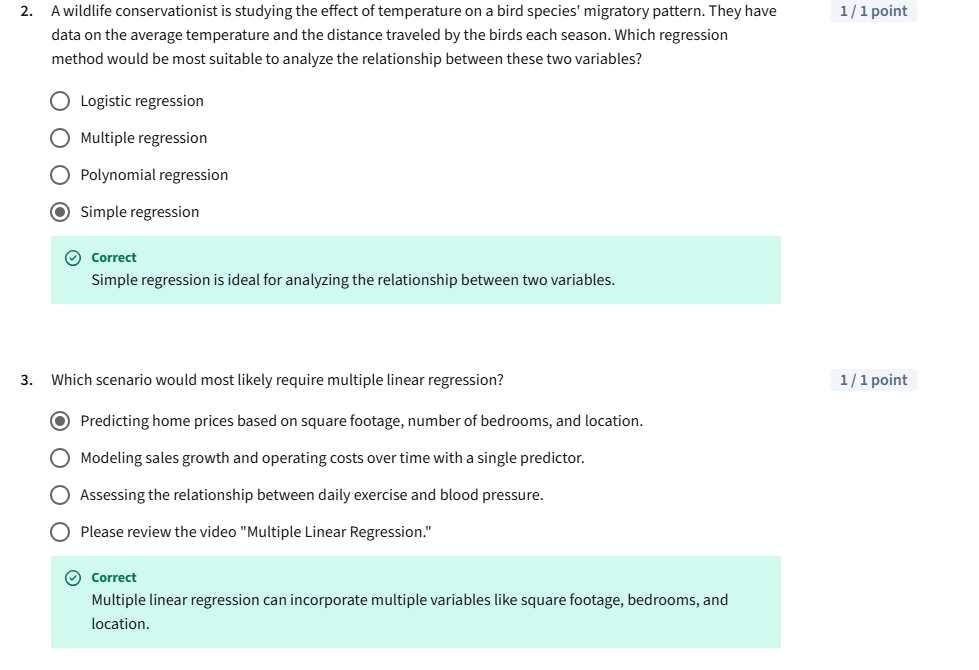 2. A wildlife conservationist is studying the effect of temperature on a bird species' migratory pattern. They have 1 / 1 point
data on the average temperature and the distance traveled by the birds each season. Which regression
method would be most suitable to analyze the relationship between these two variables?
Logistic regression
Multiple regression
Polynomial regression
Simple regression
Correct
Simple regression is ideal for analyzing the relationship between two variables.
3. Which scenario would most likely require multiple linear regression? 1 / 1 point
Predicting home prices based on square footage, number of bedrooms, and location.
Modeling sales growth and operating costs over time with a single predictor.
Assessing the relationship between daily exercise and blood pressure.
Please review the video "Multiple Linear Regression."
Correct
Multiple linear regression can incorporate multiple variables like square footage, bedrooms, and
location.